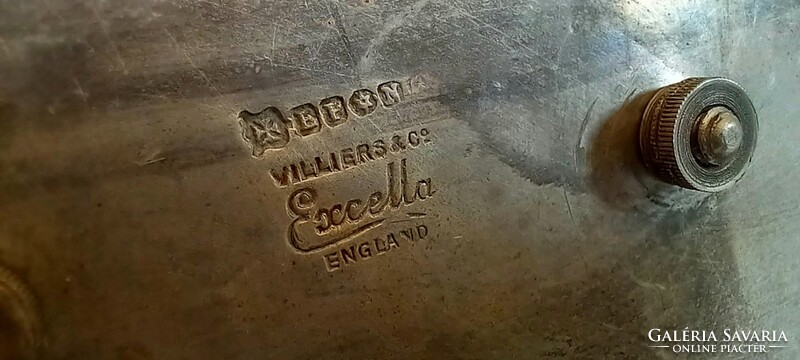 VILLIERS & Cº
Excella
ENGLAND
GALÉRIA SAVARIA
ONLINE PIACTÉR